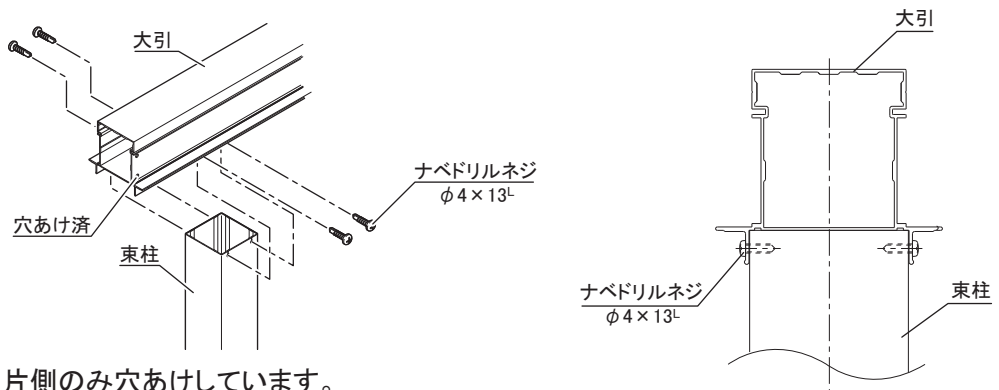 大引
穴あけ済
束柱
ナベドリルネジ
φ4×13ᴸ
片側のみ穴あけしています。
大引
ナベドリルネジ
φ4×13ᴸ
束柱